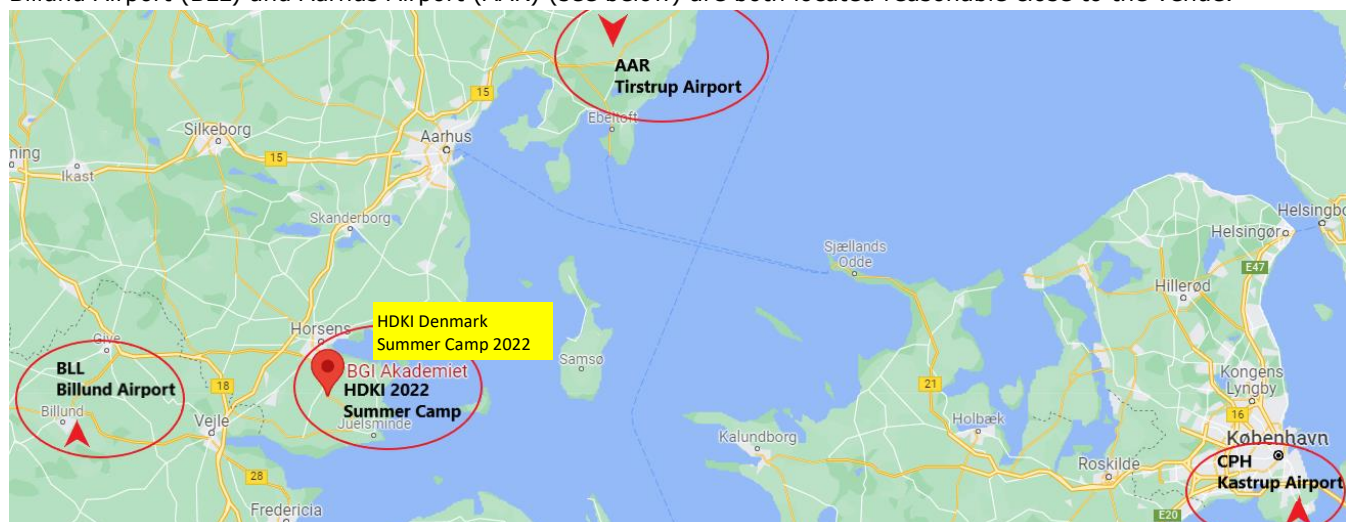 Billund Airport (BLL) and Aarhus Airport (AAR) (see below) are both located reasonable close to the venue.
AAR
Tirstrup Airport
15
Ebeltoft
Silkeborg
Aarhus
15
Ikast
Skanderborg
Helsingør
Sjællands
Odde
E47
Hillerød
HDKI Denmark
Summer Camp 2022
Horsens
Give
Samsø
BLL
Billund Airport
BGI Akademiet
HDKI 2022
Summer Camp
18
Kongens
Lyngby
21
Billund
Vejle
Juelsminde
Holbæk
16
Kalundborg
København
Roskilde
CPH
Kastrup Airport
28
Fredericia
E20